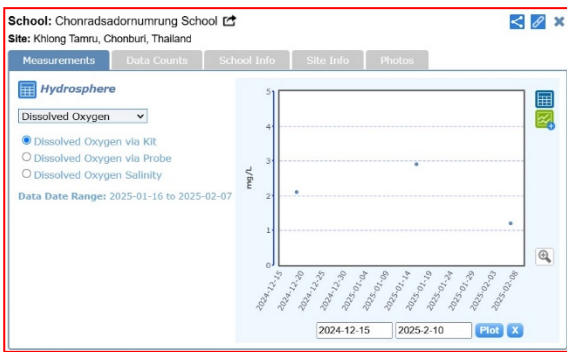 School: Chonradsadornumrung School
Site: Khlong Tamru, Chonburi, Thailand
Measurements Data Counts School Info Site Info Photos
Hydrosphere
Dissolved Oxygen
Dissolved Oxygen via Kit
Dissolved Oxygen via Probe
Dissolved Oxygen Salinity
Data Date Range: 2025-01-16 to 2025-02-07
mg/L
5
4
3
2
1
0
2024-12-15
2024-12-20
2024-12-25
2024-12-30
2025-01-04
2025-01-09
2025-01-14
2025-01-19
2025-01-24
2025-01-29
2025-02-03
2025-02-08
2024-12-15 2025-2-10 Plot X